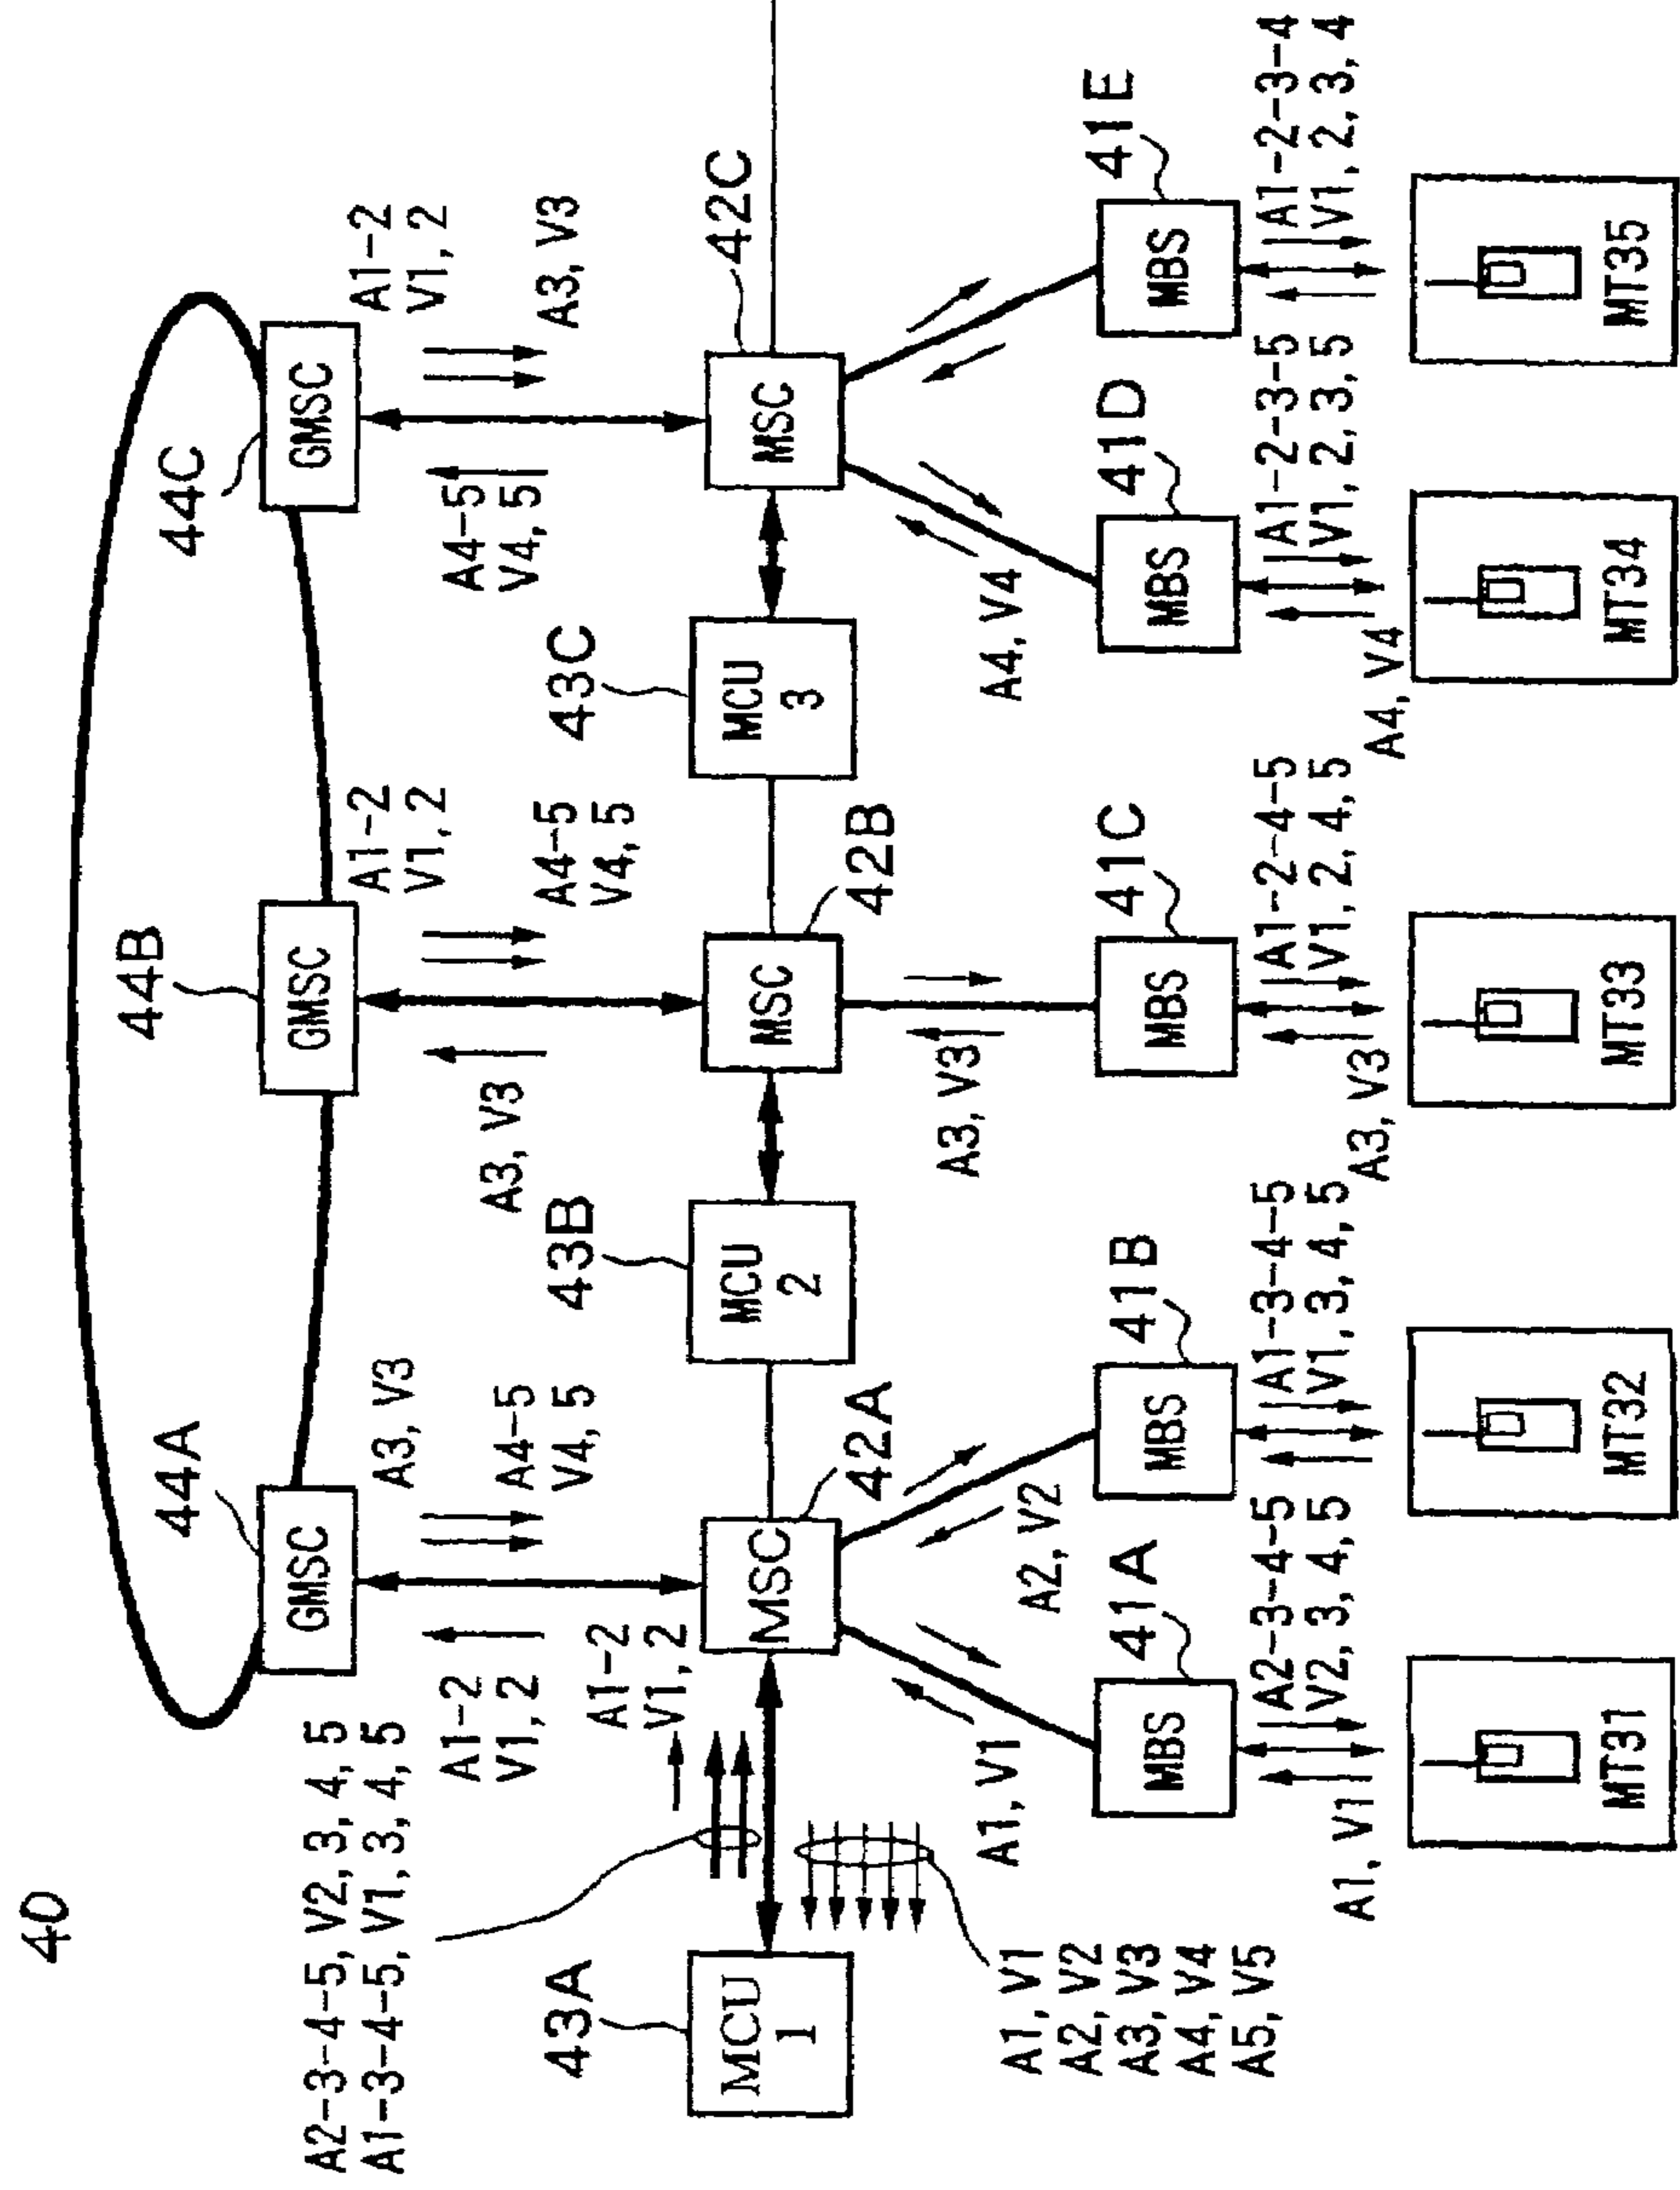 40
44A
44B
44C
GMSC
GMSC
GMSC
A2-3-4-5, V2, 3, 4, 5
A1-3-4-5, V1, 3, 4, 5
A1-2
V1, 2
A3, V3
A4-5
V4, 5
A3, V3
A1-2
V1, 2
A4-5
V4, 5
A4-5
V4, 5
A1-2
V1, 2
A3, V3
A1-2
V1, 2
43A
MCU
1
MSC
42A
43B
MCU
2
MSC
42B
43C
MCU
3
MSC
42C
A1, V1
A2, V2
A3, V3
A4, V4
A5, V5
A1, V1
A2, V2
A3, V3
A4, V4
MBS
41A
MBS
41B
MBS
41C
MBS
41D
MBS
41E
A2-3-4-5
V2, 3, 4, 5
A1-3-4-5
V1, 3, 4, 5
A1-2-4-5
V1, 2, 4, 5
A1-2-3-5
V1, 2, 3, 5
A1-2-3-4
V1, 2, 3, 4
A1, V1
A3, V3
A4, V4
MT31
MT32
MT33
MT34
MT35